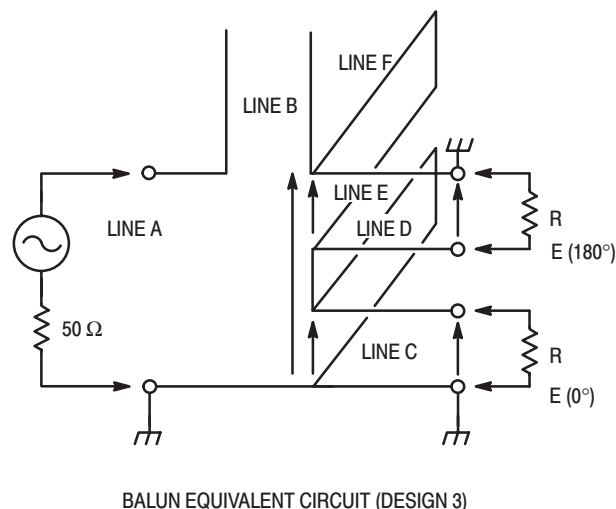 LINE F
LINE B
LINE E
LINE A
LINE D
R
E (180°)
50 Ω
LINE C
R
E (0°)
BALUN EQUIVALENT CIRCUIT (DESIGN 3)